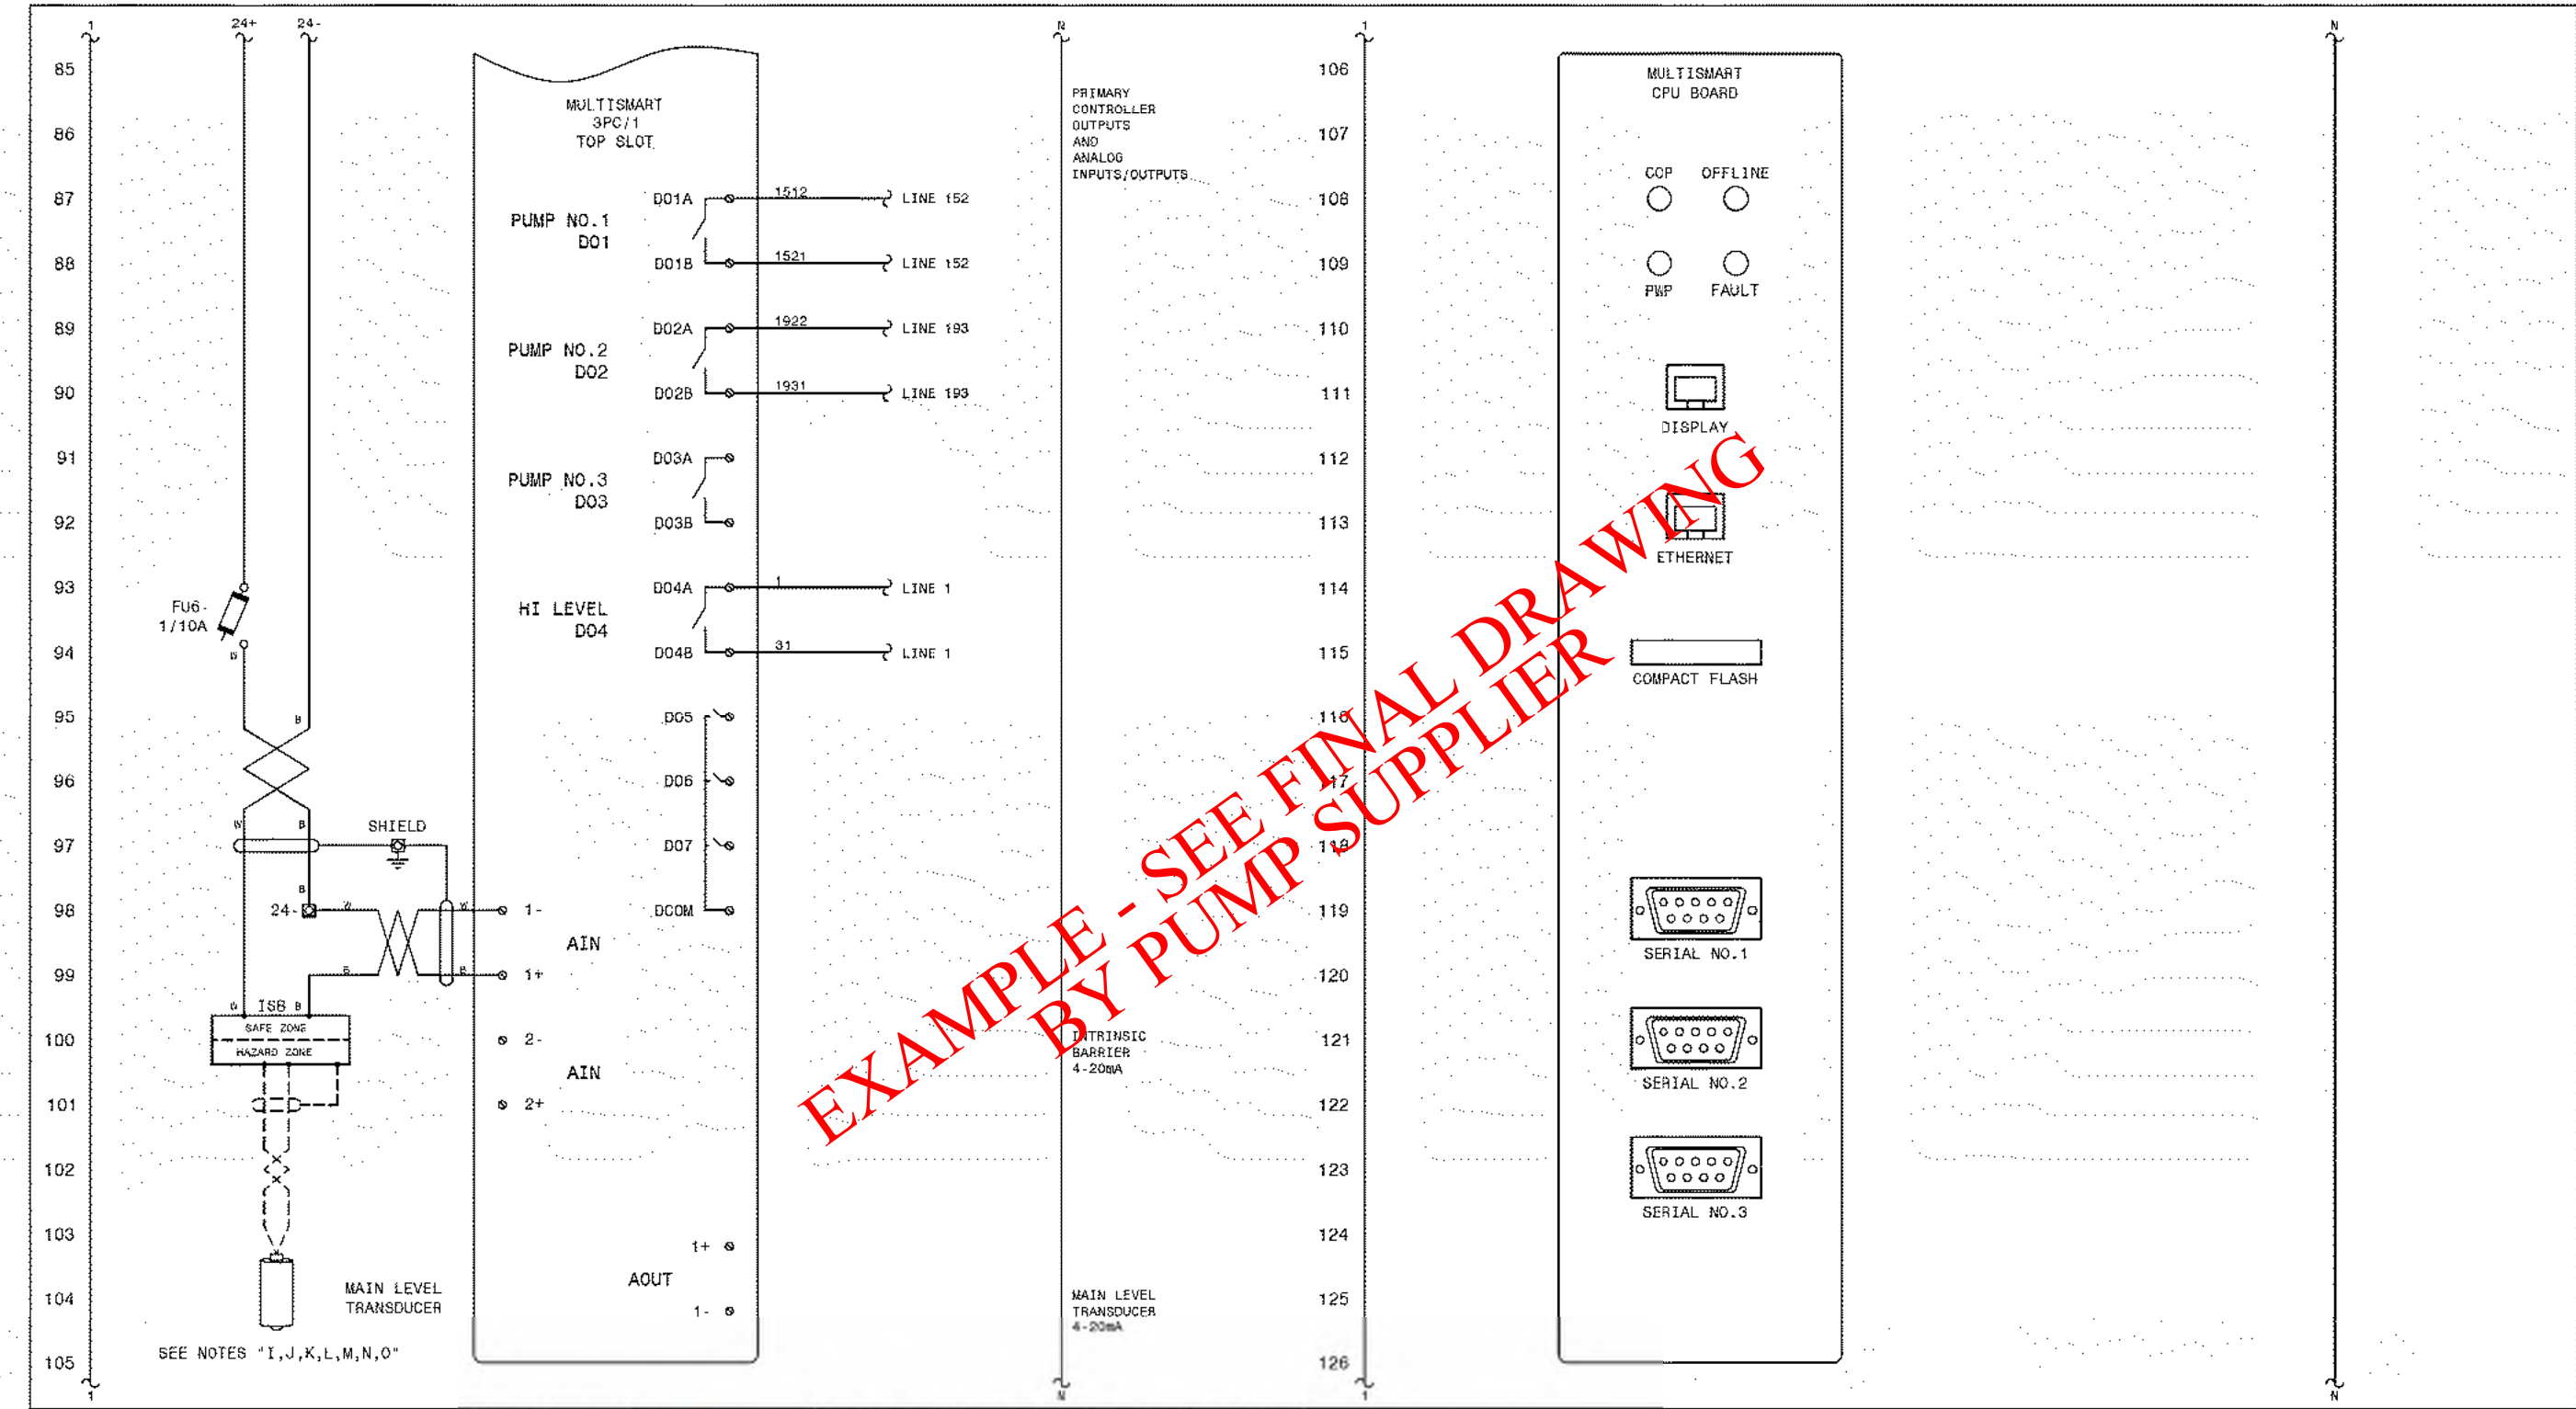 1
24+
24-
N
1
N
85
86
87
88
89
90
91
92
93
94
95
96
97
98
99
100
101
102
103
104
105
MULTISMART
3PC/1
TOP SLOT
PUMP NO.1
DO1
DO1A
1512
LINE 152
DO1B
1521
LINE 152
PUMP NO.2
DO2
DO2A
1922
LINE 193
DO2B
1931
LINE 193
PUMP NO.3
DO3
DO3A
DO3B
HI LEVEL
DO4
DO4A
1
LINE 1
DO4B
31
LINE 1
DO5
DO6
DO7
DCOM
FU6-
1/10A
W
B
W
B
SHIELD
B
24-
W
W
1-
AIN
B
B
1+
W
ISB
B
SAFE ZONE
HAZARD ZONE
2-
AIN
2+
1+
AOUT
1-
MAIN LEVEL
TRANSDUCER
SEE NOTES "I,J,K,L,M,N,O"
PRIMARY
CONTROLLER
OUTPUTS
AND
ANALOG
INPUTS/OUTPUTS
INTRINSIC
BARRIER
4-20mA
MAIN LEVEL
TRANSDUCER
4-20mA
106
107
108
109
110
111
112
113
114
115
116
117
118
119
120
121
122
123
124
125
126
MULTISMART
CPU BOARD
COP
OFFLINE
PWR
FAULT
DISPLAY
ETHERNET
COMPACT FLASH
SERIAL NO.1
SERIAL NO.2
SERIAL NO.3
EXAMPLE - SEE FINAL DRAWING
BY PUMP SUPPLIER
1
N
1
N